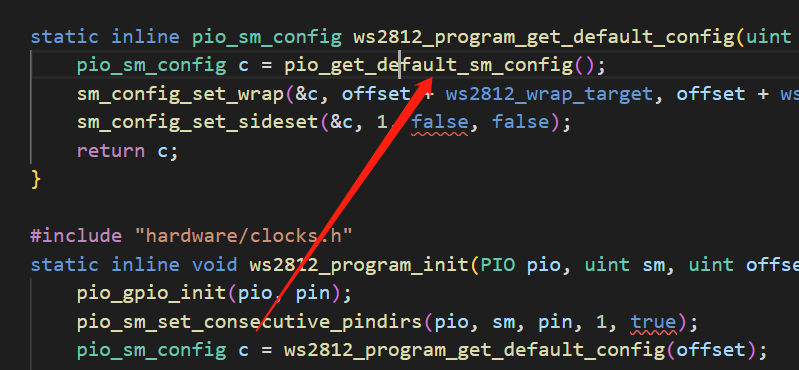 static inline pio_sm_config ws2812_program_get_default_config(uint
pio_sm_config c = pio_get_default_sm_config();
sm_config_set_wrap(&c, offset + ws2812_wrap_target, offset + ws
sm_config_set_sideset(&c, 1, false, false);
return c;
}
#include "hardware/clocks.h"
static inline void ws2812_program_init(PIO pio, uint sm, uint offse
pio_gpio_init(pio, pin);
pio_sm_set_consecutive_pindirs(pio, sm, pin, 1, true);
pio_sm_config c = ws2812_program_get_default_config(offset);